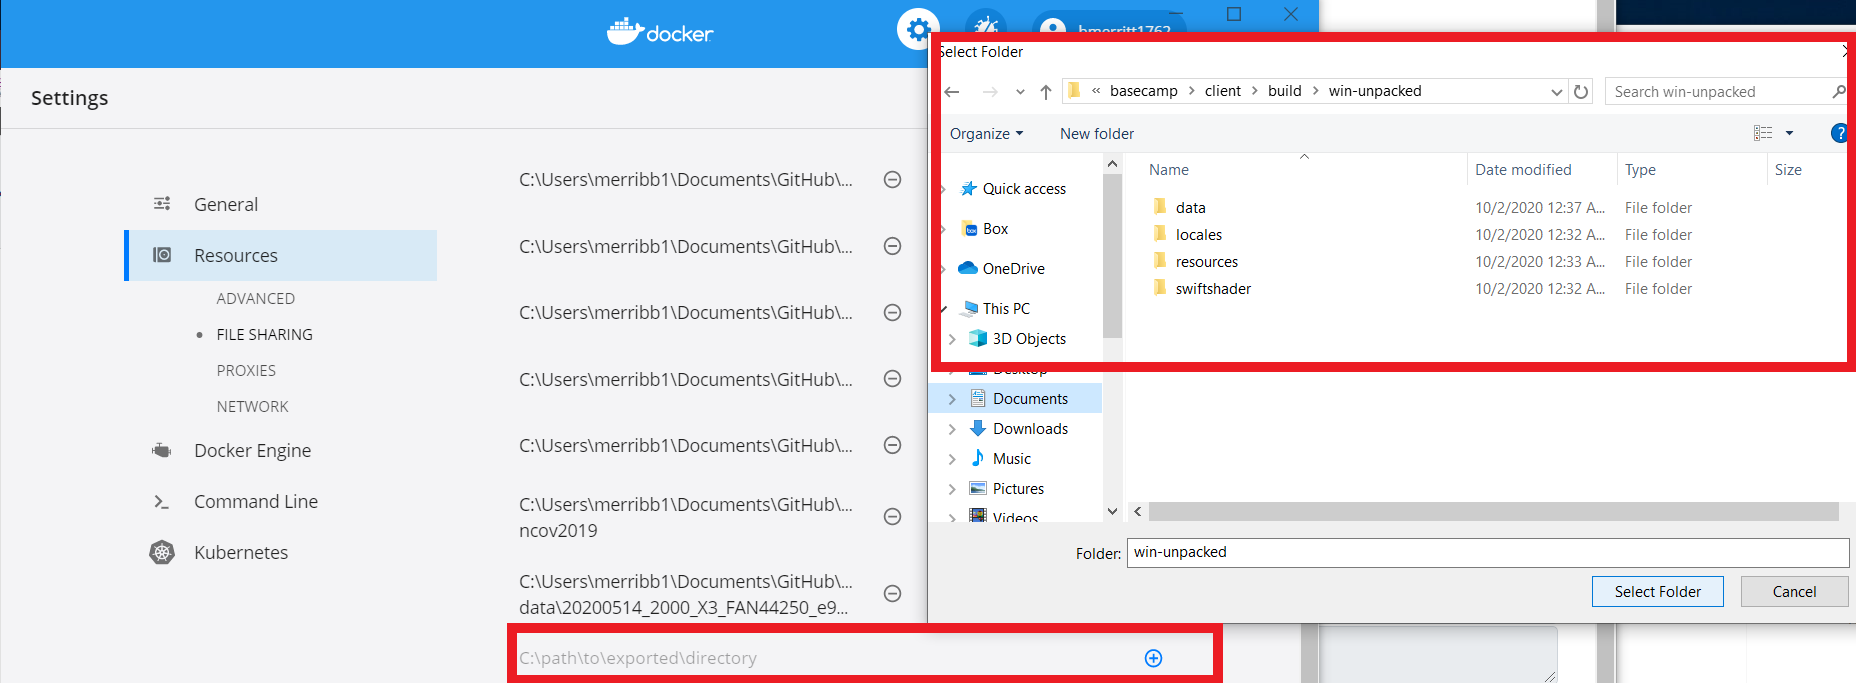 docker
bmerritt1762
Settings
General
Resources
ADVANCED
FILE SHARING
PROXIES
NETWORK
Docker Engine
Command Line
Kubernetes
C:\Users\merribb1\Documents\GitHub\...
C:\Users\merribb1\Documents\GitHub\...
C:\Users\merribb1\Documents\GitHub\...
C:\Users\merribb1\Documents\GitHub\...
C:\Users\merribb1\Documents\GitHub\...
C:\Users\merribb1\Documents\GitHub\...
ncov2019
C:\Users\merribb1\Documents\GitHub\...
data\20200514_2000_X3_FAN44250_e9...
C:\path\to\exported\directory
Select Folder
« basecamp > client > build > win-unpacked
Search win-unpacked
Organize
New folder
?
Quick access
Box
OneDrive
This PC
3D Objects
Desktop
Documents
Downloads
Music
Pictures
Videos
Name Date modified Type Size
data 10/2/2020 12:37 A... File folder
locales 10/2/2020 12:32 A... File folder
resources 10/2/2020 12:33 A... File folder
swiftshader 10/2/2020 12:32 A... File folder
Folder: win-unpacked
Select Folder
Cancel